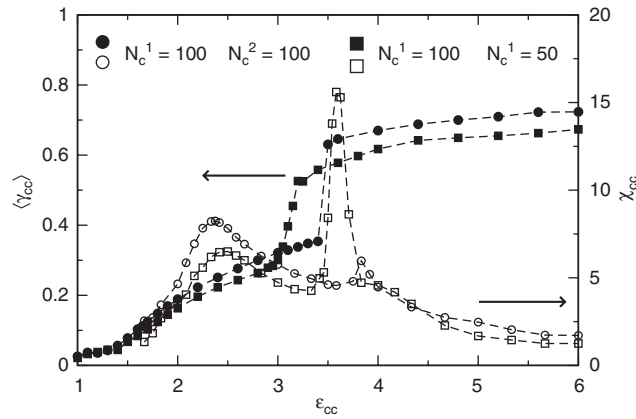 1
20
N_c^1 = 100 N_c^2 = 100 N_c^1 = 100 N_c^1 = 50
0.8
15
0.6
⟨γ_cc⟩
10
χ_cc
0.4
5
0.2
0
0
1 2 3 4 5 6
ε_cc